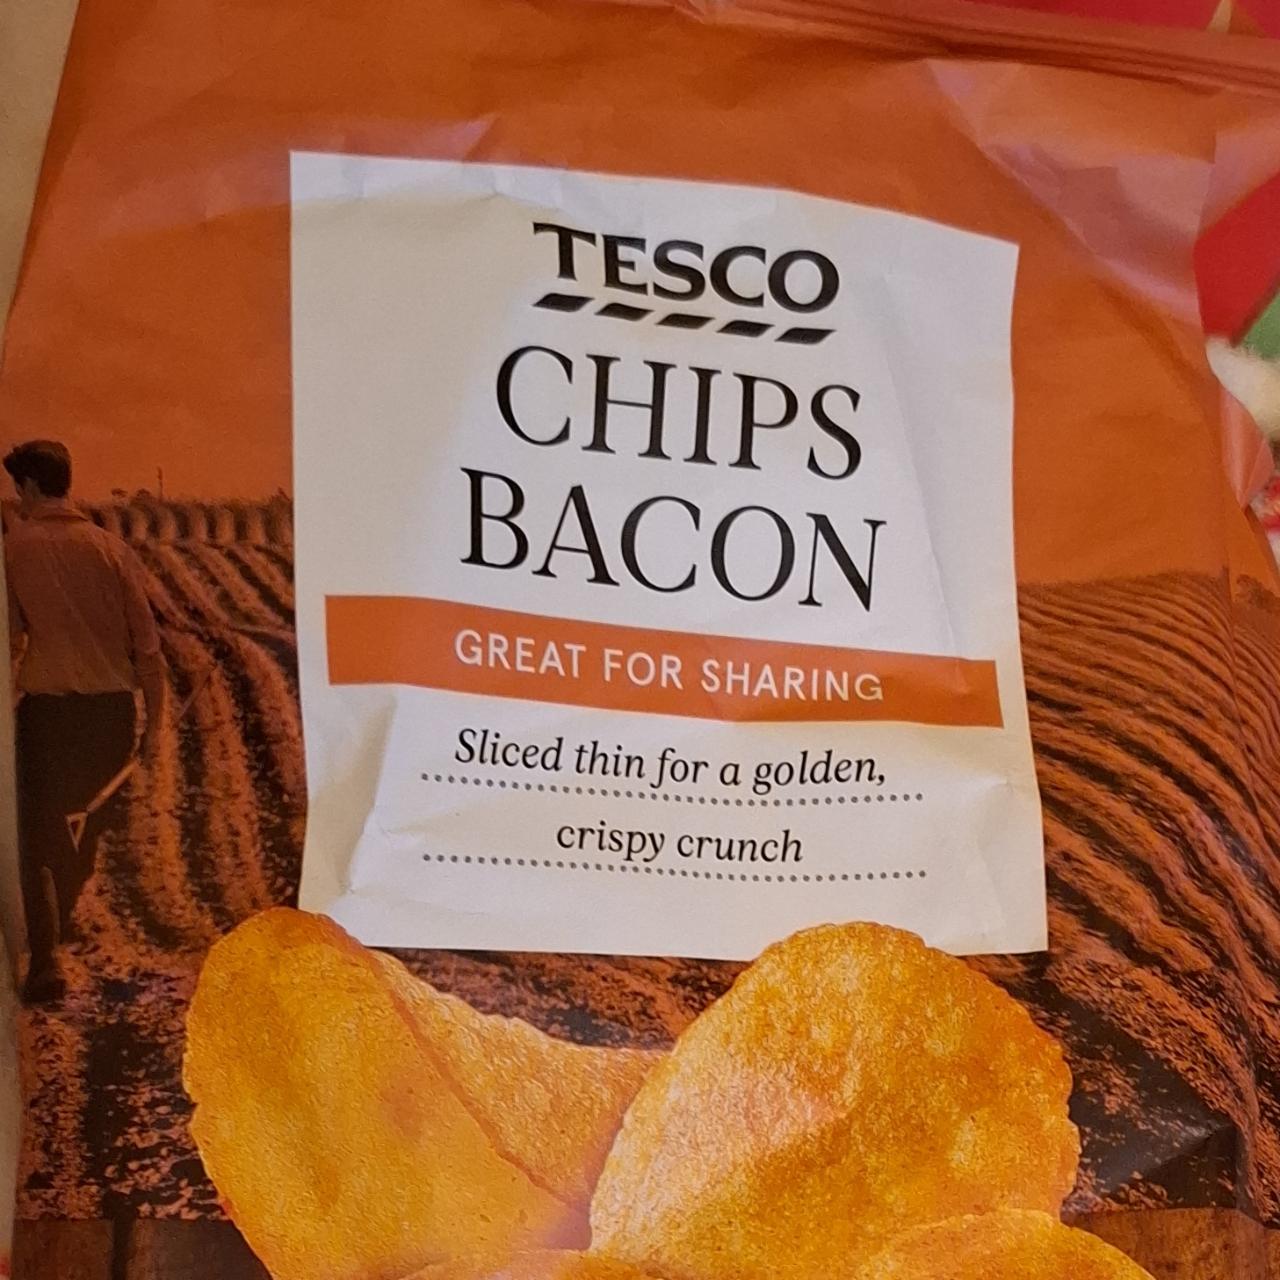 TESCO
CHIPS
BACON
GREAT FOR SHARING
Sliced thin for a golden,
crispy crunch